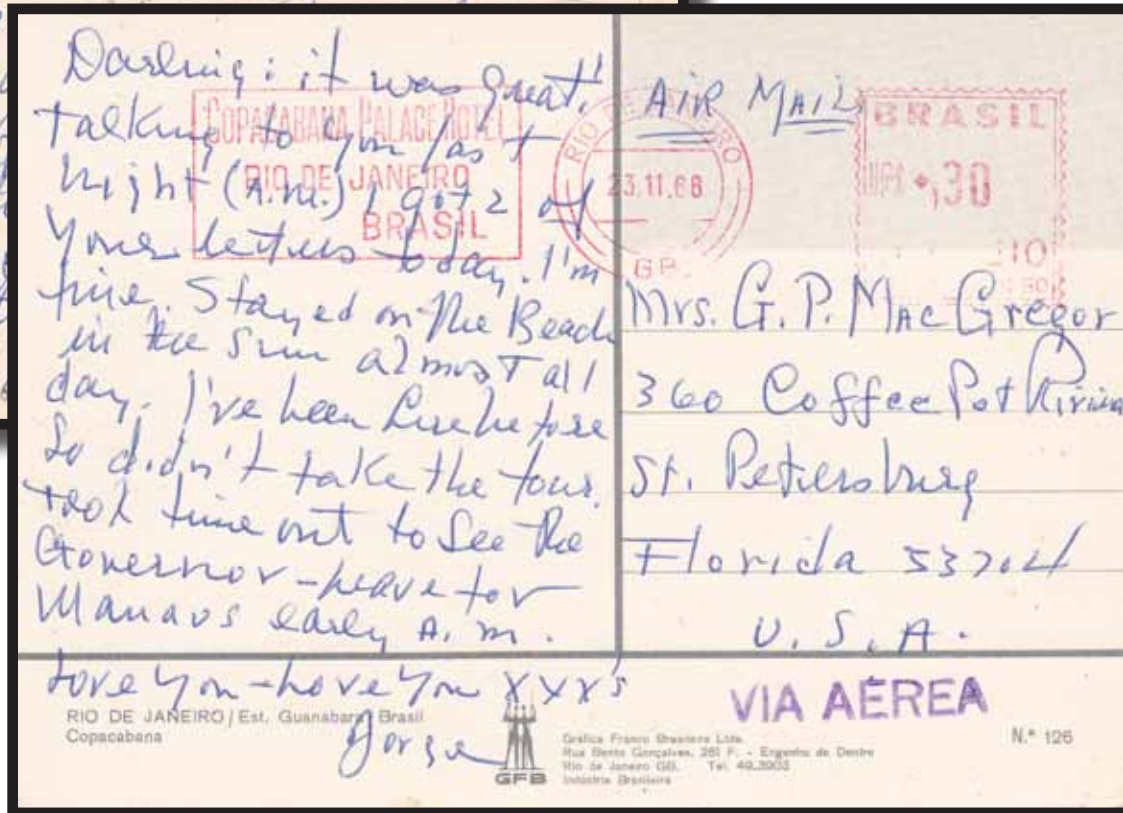 Darling: it was great!
talking to you last
night (A.M.) I got 2 of
your letters today. I'm
fine. Stayed on the Beach
in the sun almost all
day. I've been here before
so didn't take the tour.
Took time out to see the
Governor - leave for
Manaus early A.M.
Love you - Love you XXX's
COPACABANA PALACE HOTEL
RIO DE JANEIRO
BRASIL
RIO DE JANEIRO
23.11.68
GB.
AIR MAIL
BRASIL
30
Mrs. G. P. MacGregor
360 Coffee Pot Riviera
St. Petersburg
Florida 33704
U.S.A.
VIA AÉREA
RIO DE JANEIRO / Est. Guanabara Brasil
Copacabana
GFB
Gráfica Franco Brasileira Ltda.
Rua Bento Gonçalves, 251 F. - Engenho de Dentro
Rio de Janeiro GB. Tel. 49.3903
Indústria Brasileira
N.º 126